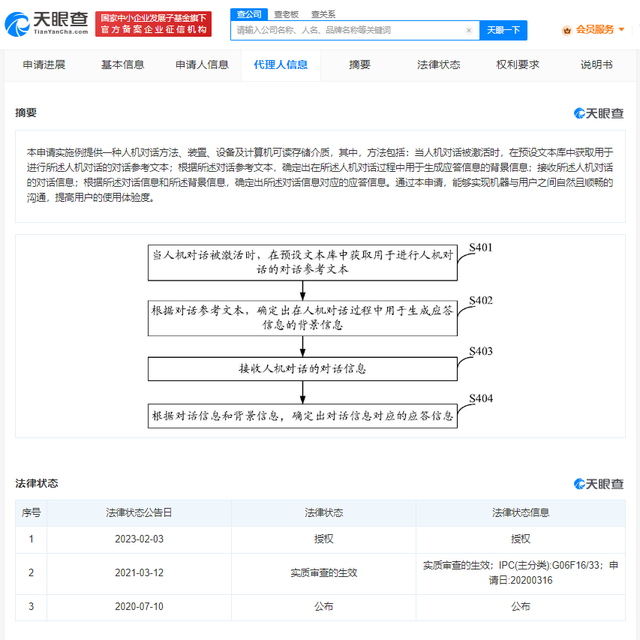 天眼查
TianYanCha.com
国家中小企业发展子基金旗下
官方备案企业征信机构
查公司 查老板 查关系
请输入公司名称、人名、品牌名称等关键词 × 天眼一下
会员服务
申请进展 基本信息 申请人信息 代理人信息 摘要 法律状态 权利要求 说明书
摘要
天眼查
本申请实施例提供一种人机对话方法、装置、设备及计算机可读存储介质，其中，方法包括：当人机对话被激活时，在预设文本库中获取用于
进行所述人机对话的对话参考文本；根据所述对话参考文本，确定出在所述人机对话过程中用于生成应答信息的背景信息；接收所述人机对话
的对话信息；根据所述对话信息和所述背景信息，确定出所述对话信息对应的应答信息。通过本申请，能够实现机器与用户之间自然且顺畅的
沟通，提高用户的使用体验度。
当人机对话被激活时，在预设文本库中获取用于进行人机对
话的对话参考文本
S401
根据对话参考文本，确定出在人机对话过程中用于生成应答
信息的背景信息
S402
接收人机对话的对话信息
S403
根据对话信息和背景信息，确定出对话信息对应的应答信息
S404
法律状态
天眼查
序号 法律状态公告日 法律状态 法律状态信息
1 2023-02-03 授权 授权
2 2021-03-12 实质审查的生效 实质审查的生效；IPC(主分类):G06F16/33；申
请日:20200316
3 2020-07-10 公布 公布